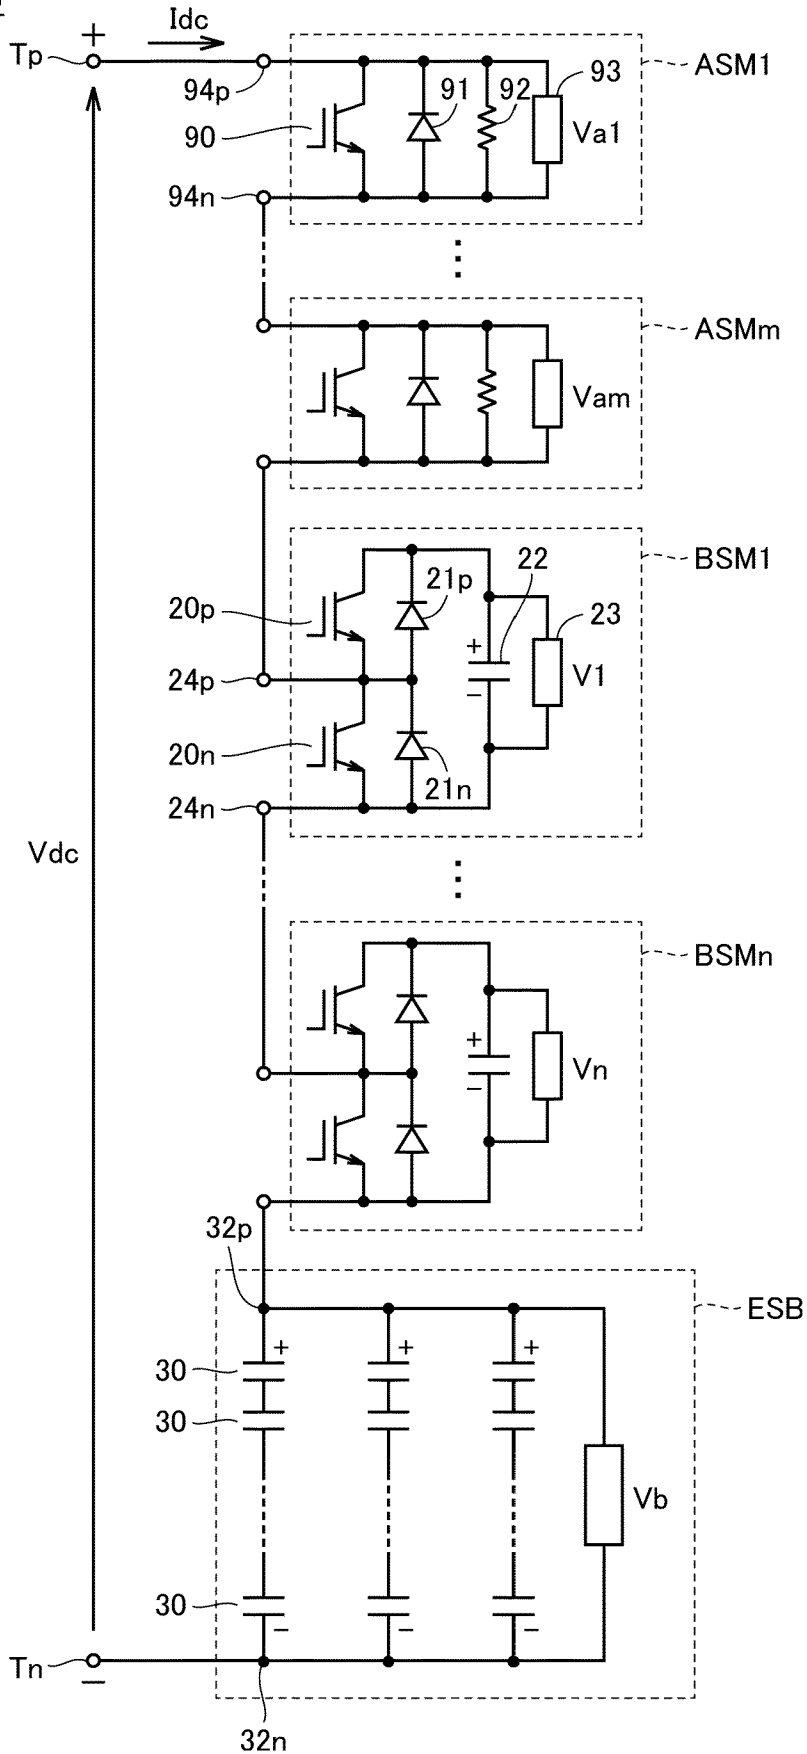 +
Idc
Tp
94p
ASM1
90
91
92
93
Va1
94n
ASMm
Vam
BSM1
22
20p
21p
23
+
24p
V1
−
20n
21n
24n
Vdc
BSMn
+
Vn
−
32p
ESB
+
+
+
30
30
Vb
30
−
−
−
Tn
−
32n